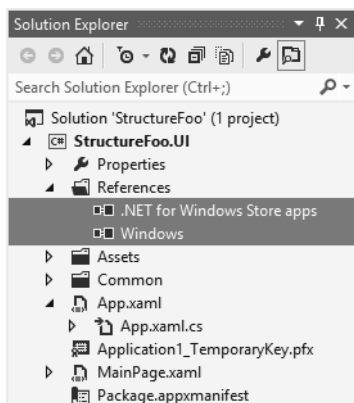 Solution Explorer
Search Solution Explorer (Ctrl+;)
Solution 'StructureFoo' (1 project)
C# StructureFoo.UI
Properties
References
.NET for Windows Store apps
Windows
Assets
Common
App.xaml
App.xaml.cs
Application1_TemporaryKey.pfx
MainPage.xaml
Package.appxmanifest